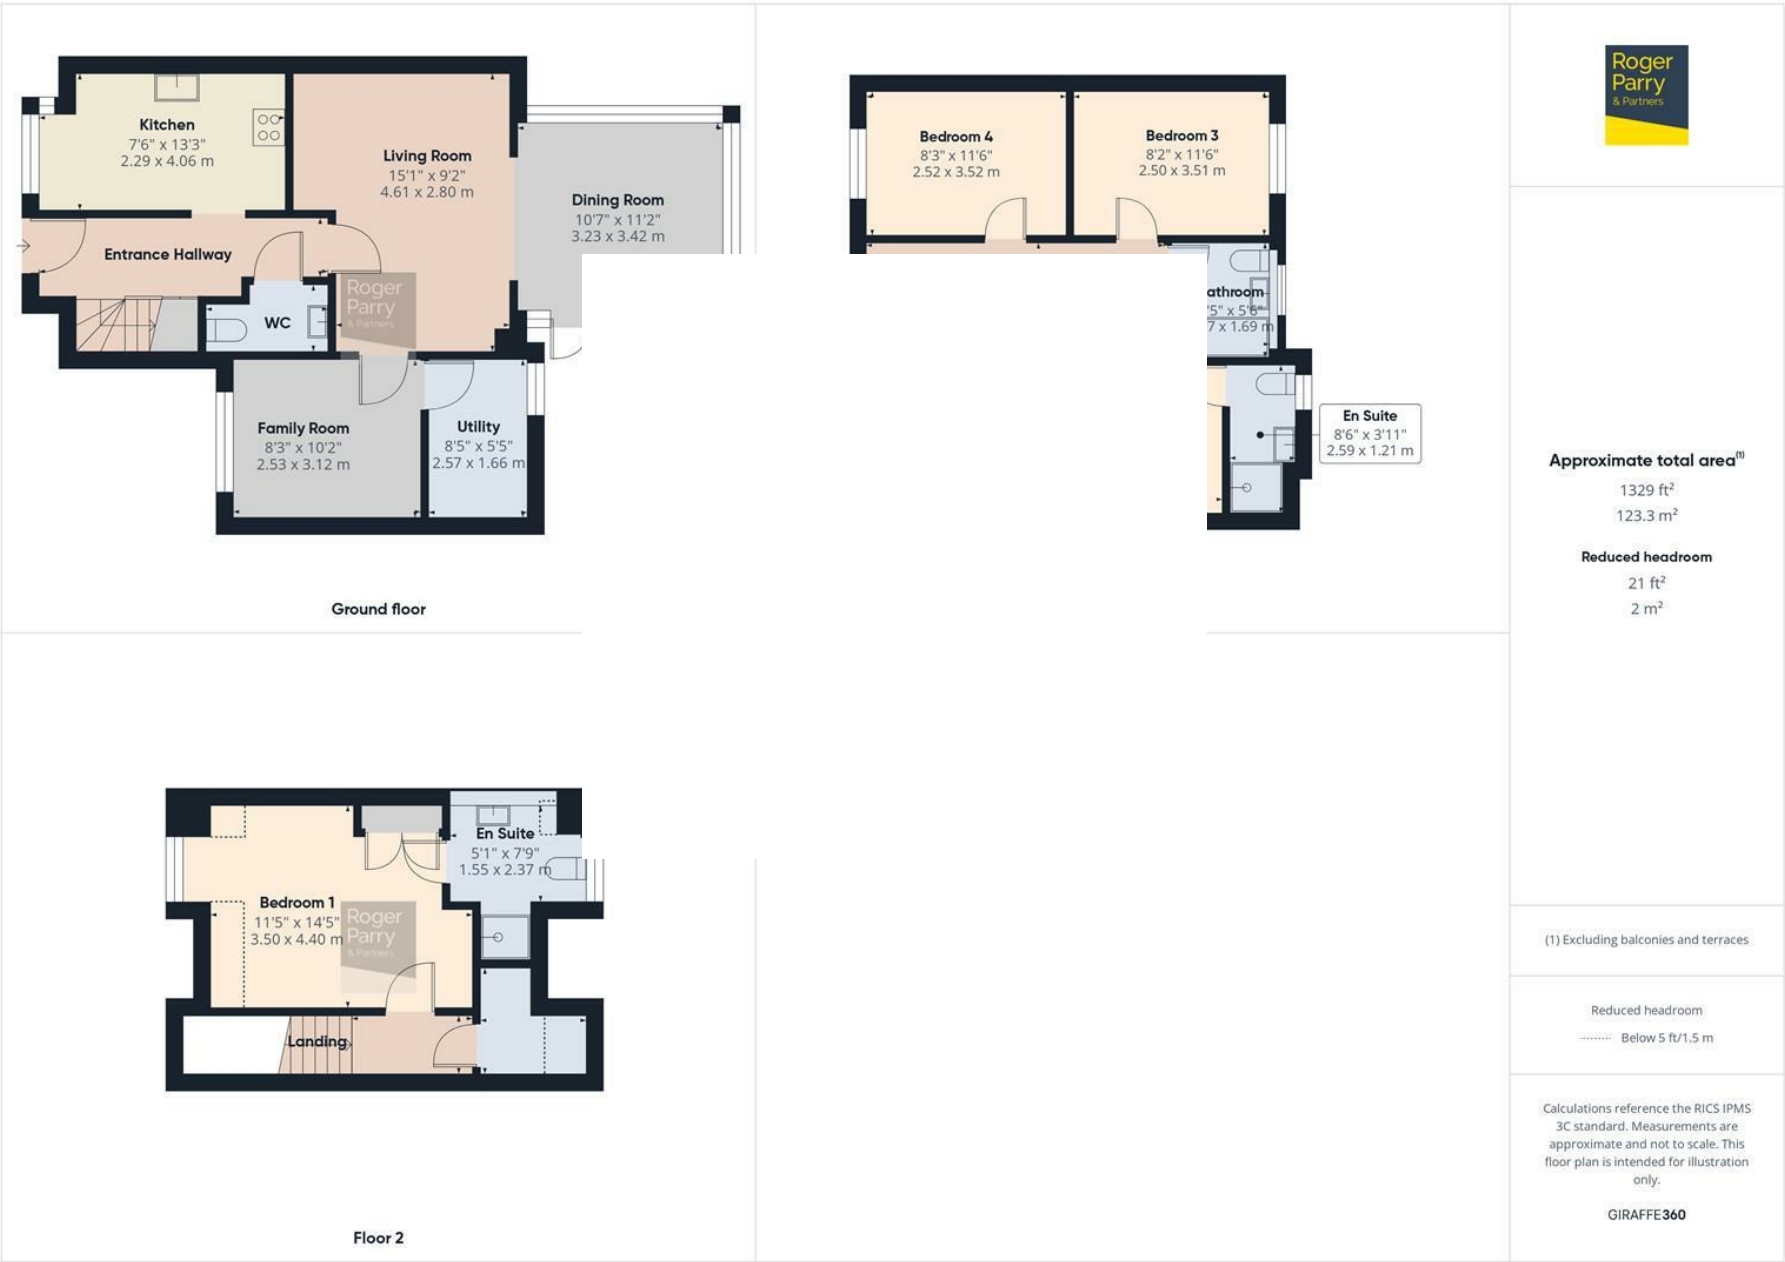 Kitchen
7'6" x 13'3"
2.29 x 4.06 m
Living Room
15'1" x 9'2"
4.61 x 2.80 m
Dining Room
10'7" x 11'2"
3.23 x 3.42 m
Entrance Hallway
WC
Roger
Parry
& Partners
Family Room
8'3" x 10'2"
2.53 x 3.12 m
Utility
8'5" x 5'5"
2.57 x 1.66 m
Ground floor
Bedroom 4
8'3" x 11'6"
2.52 x 3.52 m
Bedroom 3
8'2" x 11'6"
2.50 x 3.51 m
athroom
'5" x 5'6"
7 x 1.69 m
En Suite
8'6" x 3'11"
2.59 x 1.21 m
En Suite
5'1" x 7'9"
1.55 x 2.37 m
Bedroom 1
11'5" x 14'5"
3.50 x 4.40 m
Roger
Parry
& Partners
Landing
Floor 2
Roger
Parry
& Partners
Approximate total area(1)
1329 ft²
123.3 m²
Reduced headroom
21 ft²
2 m²
(1) Excluding balconies and terraces
Reduced headroom
Below 5 ft/1.5 m
Calculations reference the RICS IPMS
3C standard. Measurements are
approximate and not to scale. This
floor plan is intended for illustration
only.
GIRAFFE360